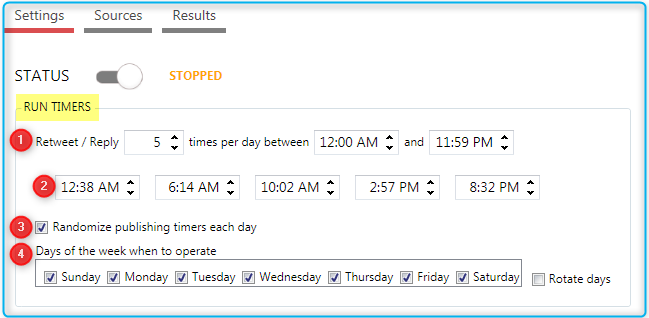 Settings Sources Results
STATUS STOPPED
RUN TIMERS
1 Retweet / Reply 5 times per day between 12:00 AM and 11:59 PM
2 12:38 AM 6:14 AM 10:02 AM 2:57 PM 8:32 PM
3 Randomize publishing timers each day
4 Days of the week when to operate
Sunday Monday Tuesday Wednesday Thursday Friday Saturday Rotate days